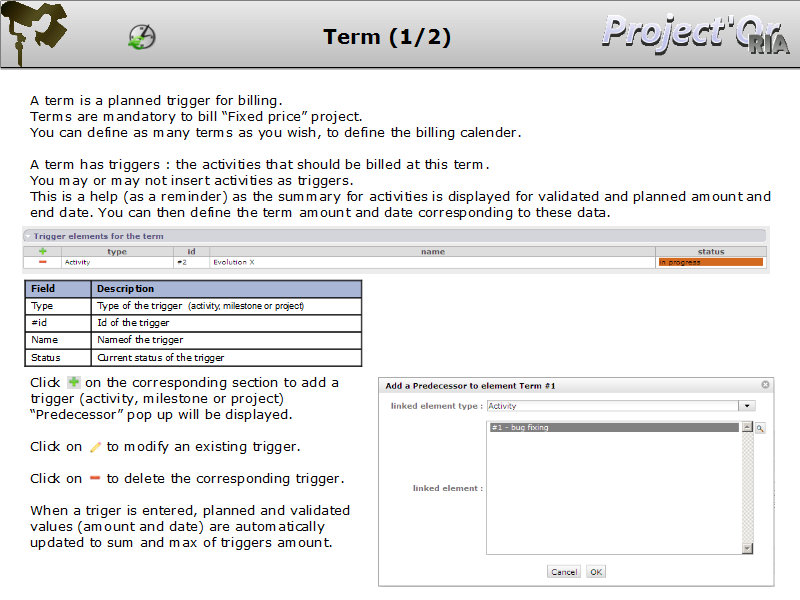 Term (1/2)
Project'Or
RIA
A term is a planned trigger for billing.
Terms are mandatory to bill “Fixed price” project.
You can define as many terms as you wish, to define the billing calender.
A term has triggers : the activities that should be billed at this term.
You may or may not insert activities as triggers.
This is a help (as a reminder) as the summary for activities is displayed for validated and planned amount and
end date. You can then define the term amount and date corresponding to these data.
Trigger elements for the term
type id name status
Activity #2 Evolution X in progress
Field Description
Type Type of the trigger (activity, milestone or project)
#id Id of the trigger
Name Nameof the trigger
Status Current status of the trigger
Click on the corresponding section to add a
trigger (activity, milestone or project)
“Predecessor” pop up will be displayed.
Click on to modify an existing trigger.
Click on to delete the corresponding trigger.
When a triger is entered, planned and validated
values (amount and date) are automatically
updated to sum and max of triggers amount.
Add a Predecessor to element Term #1
linked element type : Activity
#1 - bug fixing
linked element :
Cancel OK